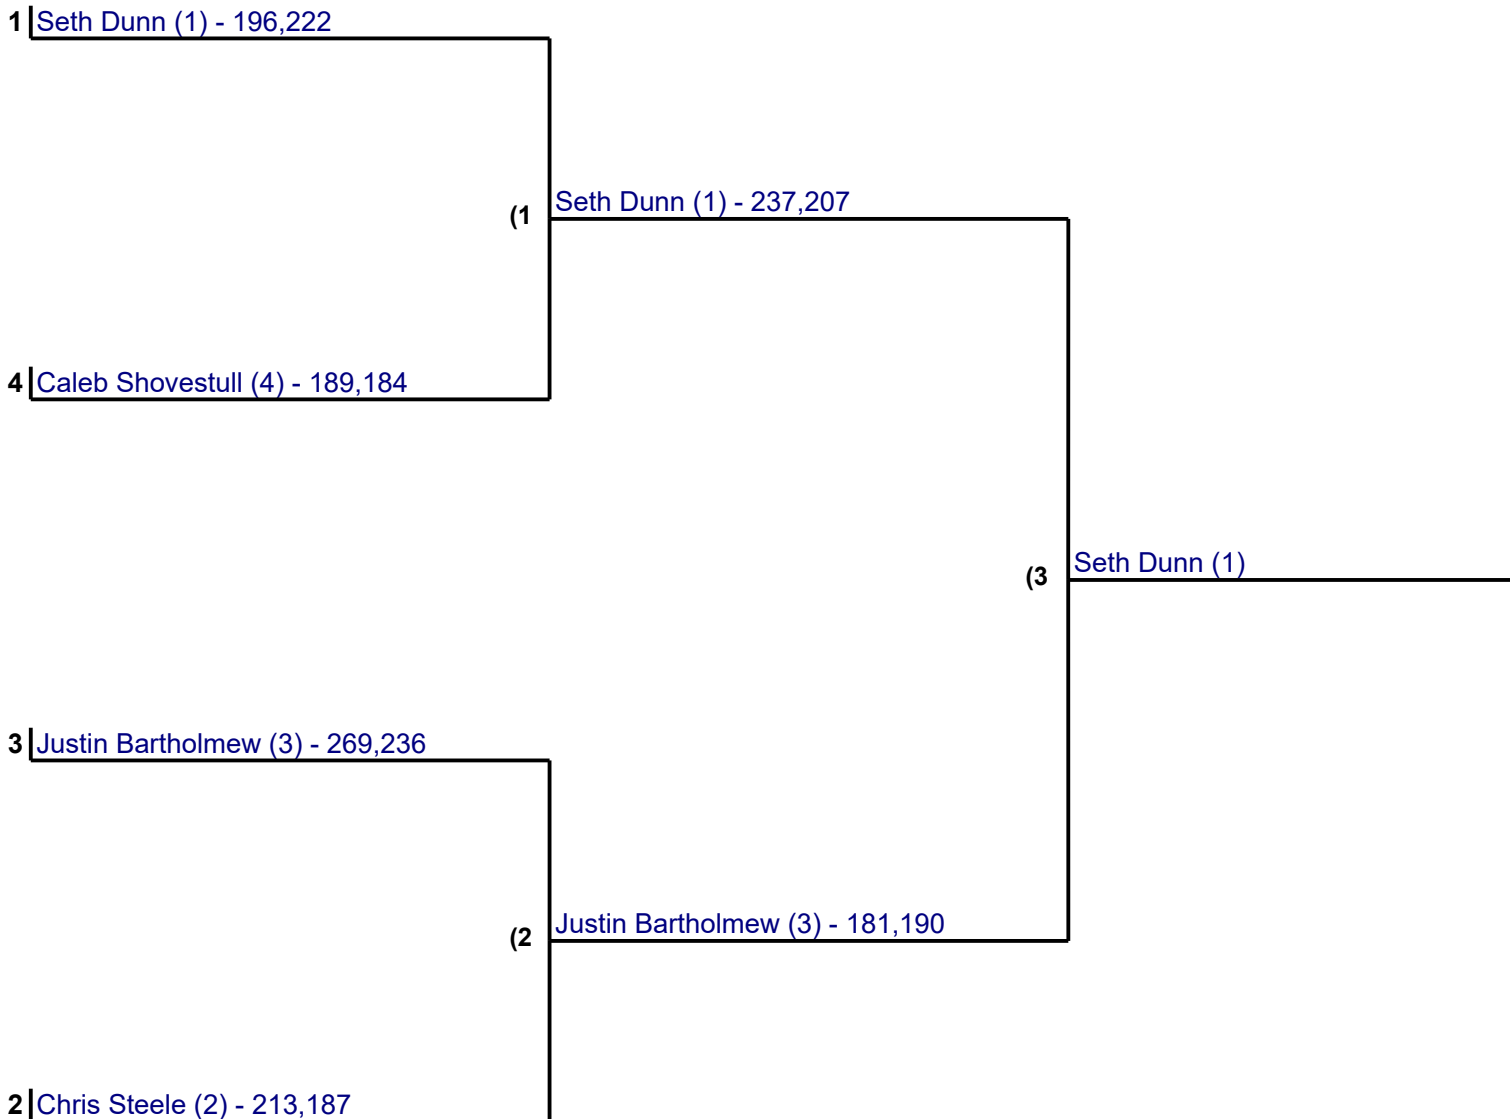 1 Seth Dunn (1) - 196,222
(1 Seth Dunn (1) - 237,207
4 Caleb Shovestull (4) - 189,184
(3 Seth Dunn (1)
3 Justin Bartholmew (3) - 269,236
(2 Justin Bartholmew (3) - 181,190
2 Chris Steele (2) - 213,187